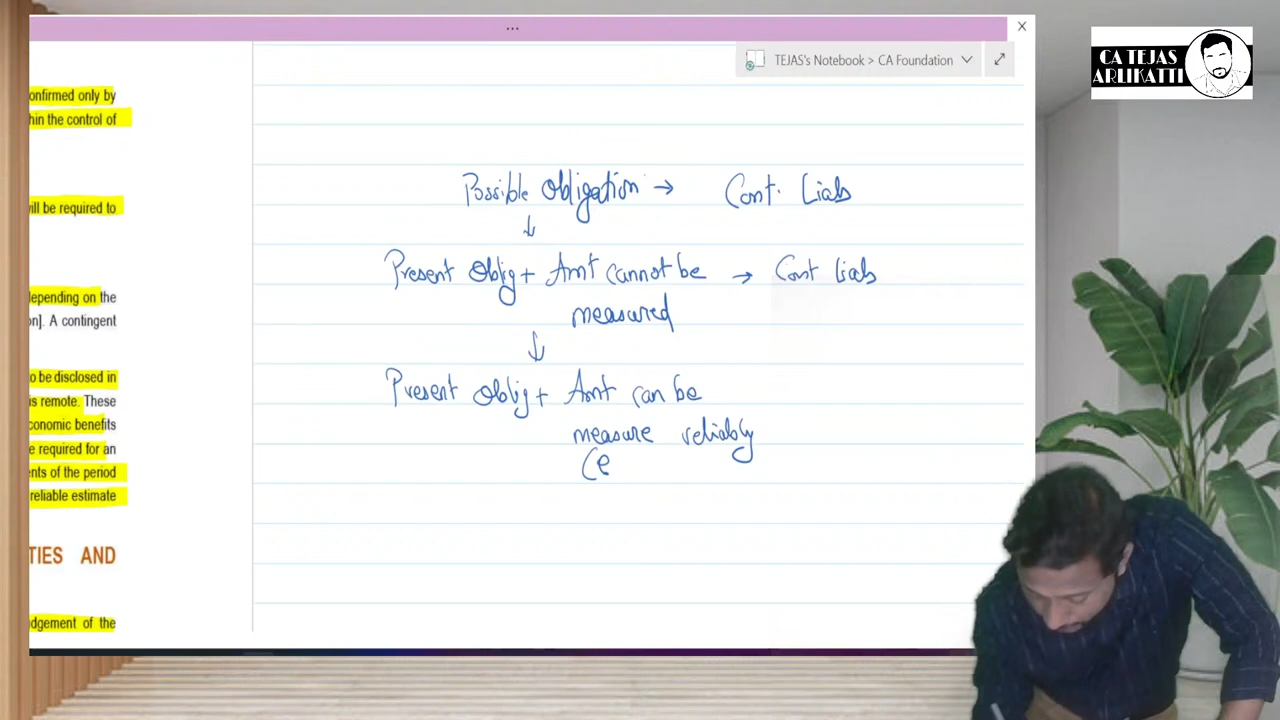 ...
X
TEJAS's Notebook > CA Foundation
CA TEJAS
ARLIKATTI
onfirmed only by
hin the control of
ill be required to
depending on the
on]. A contingent
o be disclosed in
is remote. These
conomic benefits
e required for an
nts of the period
reliable estimate
TIES AND
dgement of the
Possible Obligation → Cont. Liab
↓
Present Oblig + Amt cannot be → Cont Liab
measured
↓
Present Oblig + Amt can be
measure reliably
(e